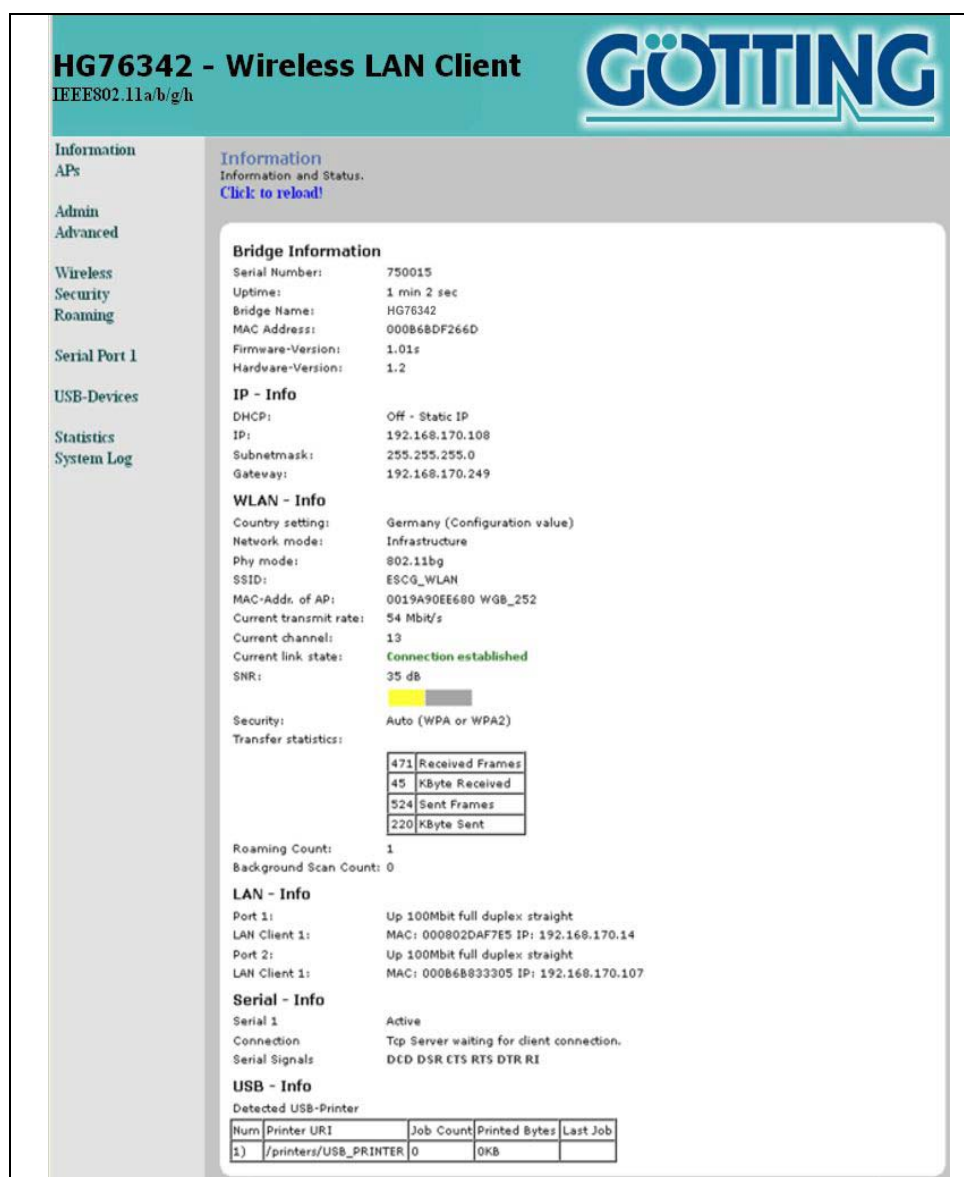 HG76342 - Wireless LAN Client
IEEE802.11a/b/g/h
GÖTTING
Information
APs
Admin
Advanced
Wireless
Security
Roaming
Serial Port 1
USB-Devices
Statistics
System Log
Information
Information and Status.
Click to reload!
Bridge Information
Serial Number: 750015
Uptime: 1 min 2 sec
Bridge Name: HG76342
MAC Address: 000B6BDF266D
Firmware-Version: 1.01s
Hardware-Version: 1.2
IP - Info
DHCP: Off - Static IP
IP: 192.168.170.108
Subnetmask: 255.255.255.0
Gateway: 192.168.170.249
WLAN - Info
Country setting: Germany (Configuration value)
Network mode: Infrastructure
Phy mode: 802.11bg
SSID: ESCG_WLAN
MAC-Addr. of AP: 0019A90EE680 WGB_252
Current transmit rate: 54 Mbit/s
Current channel: 13
Current link state: Connection established
SNR: 35 dB
Security: Auto (WPA or WPA2)
Transfer statistics:
471 Received Frames
45 KByte Received
524 Sent Frames
220 KByte Sent
Roaming Count: 1
Background Scan Count: 0
LAN - Info
Port 1: Up 100Mbit full duplex straight
LAN Client 1: MAC: 000802DAF7E5 IP: 192.168.170.14
Port 2: Up 100Mbit full duplex straight
LAN Client 1: MAC: 000B6B833305 IP: 192.168.170.107
Serial - Info
Serial 1 Active
Connection Tcp Server waiting for client connection.
Serial Signals DCD DSR CTS RTS DTR RI
USB - Info
Detected USB-Printer
Num Printer URI Job Count Printed Bytes Last Job
1) /printers/USB_PRINTER 0 0KB